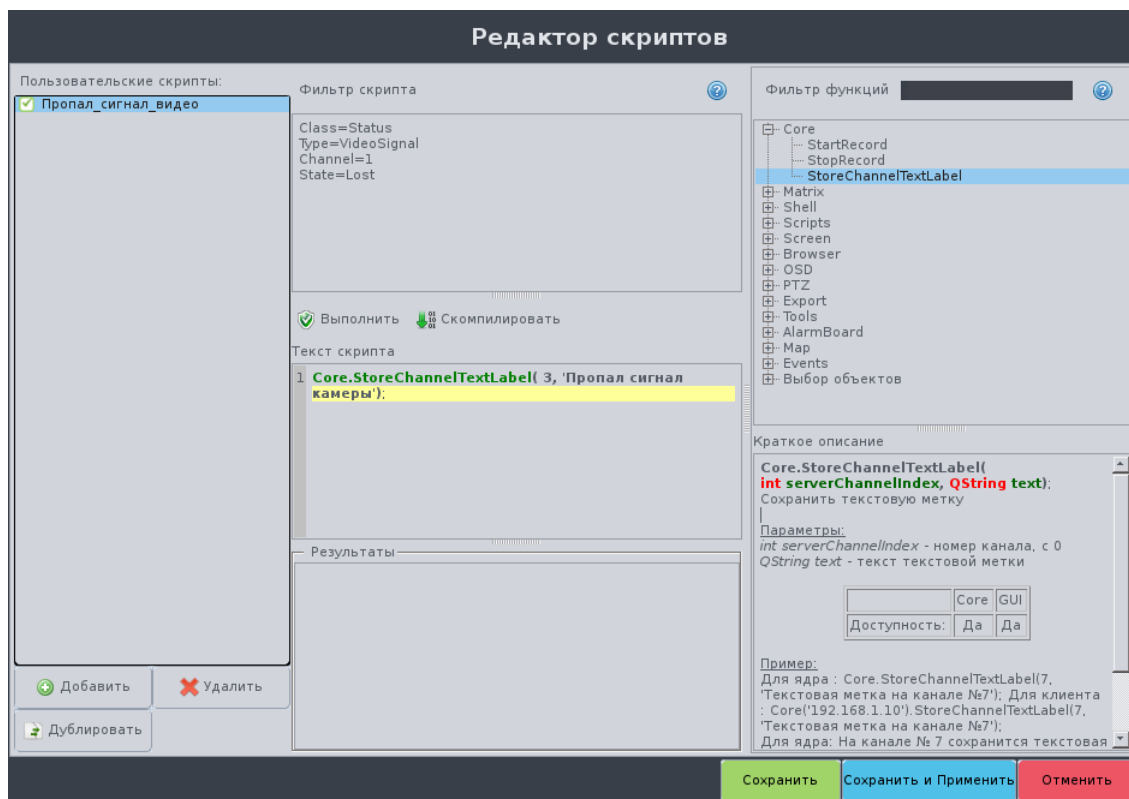 Редактор скриптов
Пользовательские скрипты:
Пропал_сигнал_видео
Добавить
Удалить
Дублировать
Фильтр скрипта
Class=Status
Type=VideoSignal
Channel=1
State=Lost
Выполнить
Скомпилировать
Текст скрипта
1 Core.StoreChannelTextLabel( 3, 'Пропал сигнал
камеры');
Результаты
Фильтр функций
Core
StartRecord
StopRecord
StoreChannelTextLabel
Matrix
Shell
Scripts
Screen
Browser
OSD
PTZ
Export
Tools
AlarmBoard
Map
Events
Выбор объектов
Краткое описание
Core.StoreChannelTextLabel(
int serverChannelIndex, QString text);
Сохранить текстовую метку
Параметры:
int serverChannelIndex - номер канала, с 0
QString text - текст текстовой метки
Core GUI
Доступность: Да Да
Пример:
Для ядра : Core.StoreChannelTextLabel(7,
'Текстовая метка на канале №7'); Для клиента
: Core('192.168.1.10').StoreChannelTextLabel(7,
'Текстовая метка на канале №7');
Для ядра: На канале № 7 сохранится текстовая
Сохранить
Сохранить и Применить
Отменить